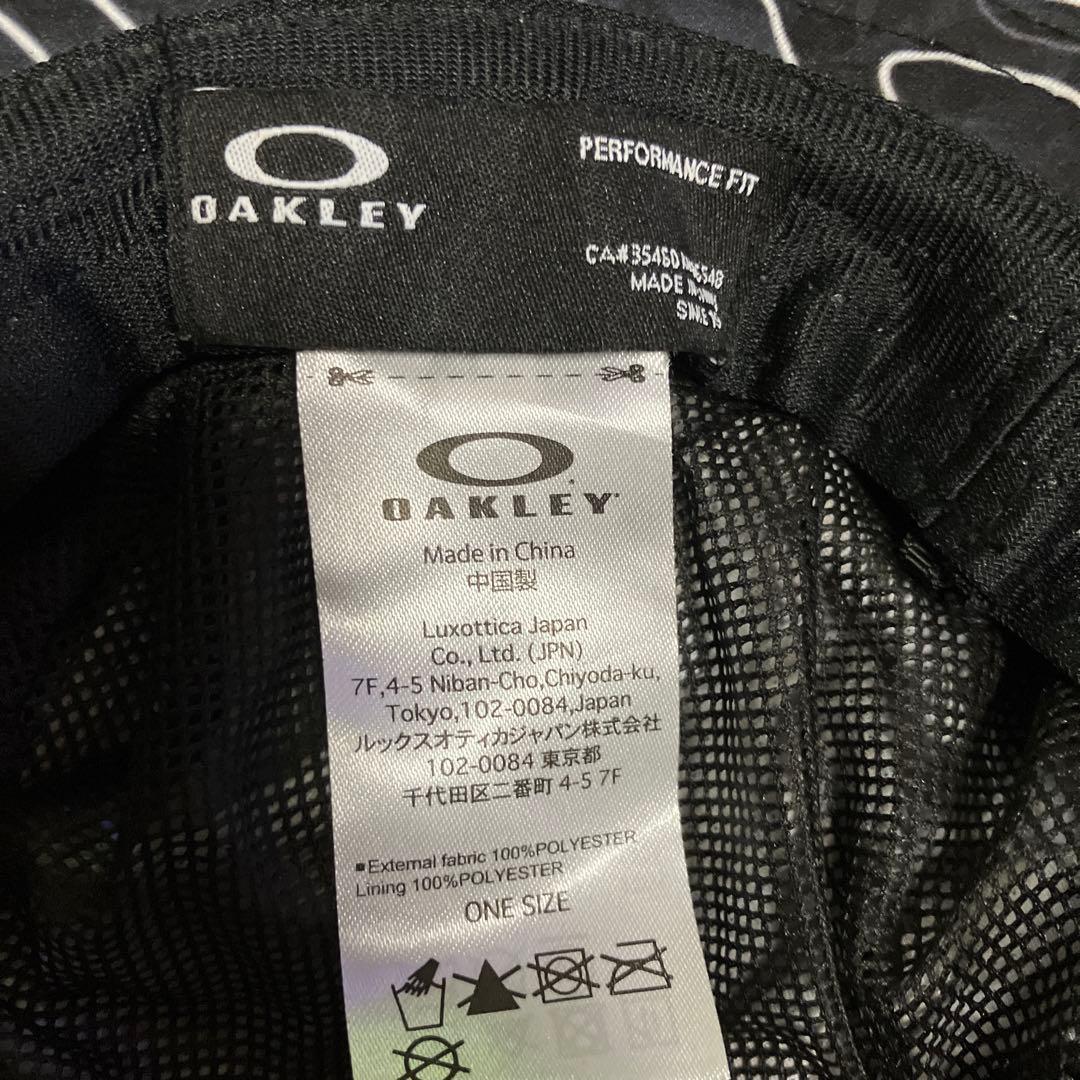 OAKLEY
PERFORMANCE FIT
MADE IN
OAKLEY
Made in China
中国製
Luxottica Japan
Co., Ltd. (JPN)
7F,4-5 Niban-Cho,Chiyoda-ku,
Tokyo,102-0084,Japan
ルックスオティカジャパン株式会社
102-0084 東京都
千代田区二番町 4-5 7F
■External fabric 100%POLYESTER
Lining 100%POLYESTER
ONE SIZE